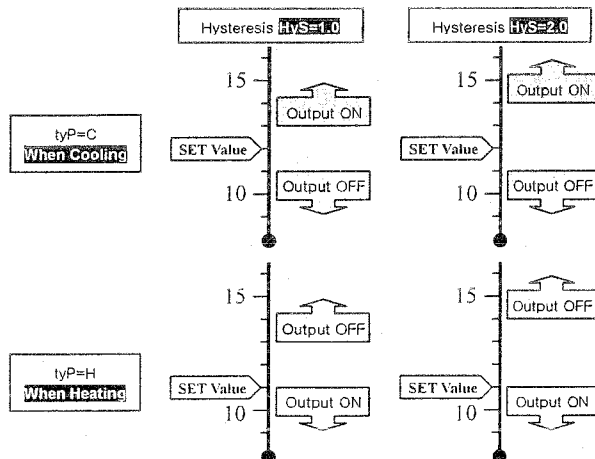 Hysteresis HyS=1.0
Hysteresis HyS=2.0
tyP=C
When Cooling
15
Output ON
SET Value
10
Output OFF
15
Output ON
SET Value
10
Output OFF
tyP=H
When Heating
15
Output OFF
SET Value
10
Output ON
15
Output OFF
SET Value
10
Output ON